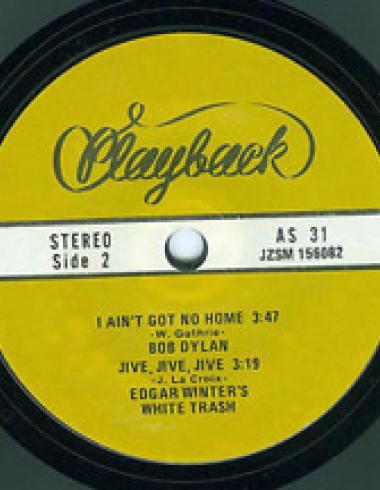 Playback
STEREO
Side 2
AS 31
JZSM 156082
I AIN'T GOT NO HOME 3:47
-W. Guthrie-
BOB DYLAN
JIVE, JIVE, JIVE 3:19
-J. La Croix-
EDGAR WINTER'S
WHITE TRASH